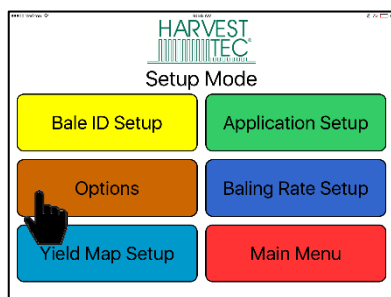 HARVEST
TEC
Setup Mode
Bale ID Setup
Application Setup
Options
Baling Rate Setup
Yield Map Setup
Main Menu